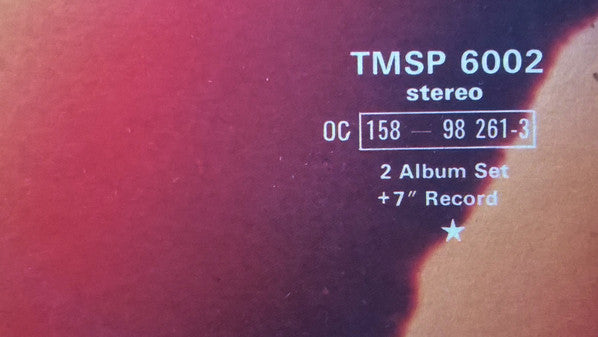 TMSP 6002
stereo
OC 158 — 98 261-3
2 Album Set
+7″ Record